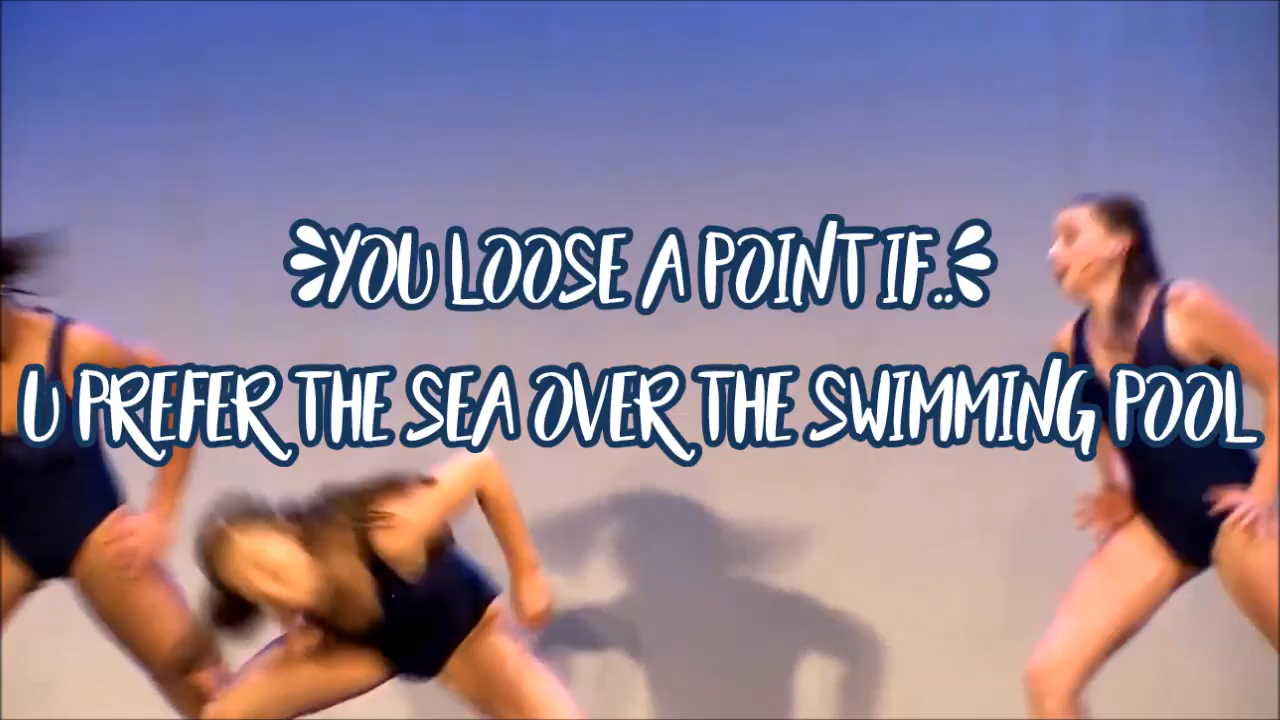 YOU LOOSE A POINT IF..
U PREFER THE SEA OVER THE SWIMMING POOL